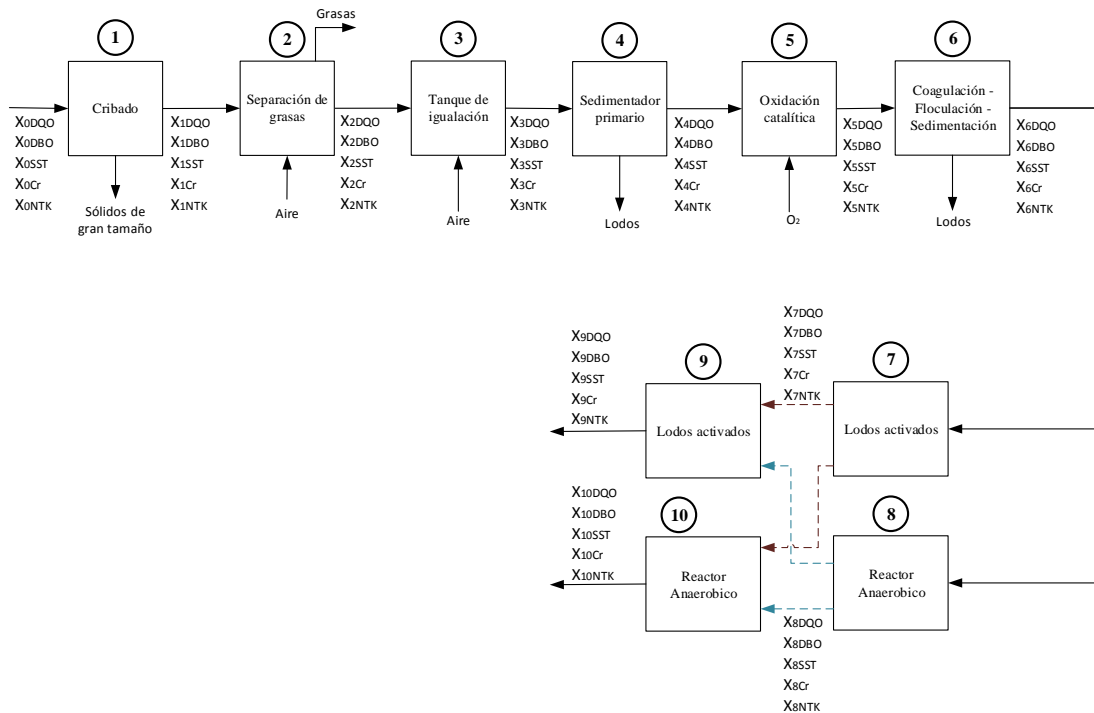 1
Cribado
X0DQO
X0DBO
X0SST
X0Cr
X0NTK
Sólidos de
gran tamaño
X1DQO
X1DBO
X1SST
X1Cr
X1NTK
2
Grasas
Separación de
grasas
Aire
X2DQO
X2DBO
X2SST
X2Cr
X2NTK
3
Tanque de
igualación
Aire
X3DQO
X3DBO
X3SST
X3Cr
X3NTK
4
Sedimentador
primario
Lodos
X4DQO
X4DBO
X4SST
X4Cr
X4NTK
5
Oxidación
catalítica
O2
X5DQO
X5DBO
X5SST
X5Cr
X5NTK
6
Coagulación -
Floculación -
Sedimentación
Lodos
X6DQO
X6DBO
X6SST
X6Cr
X6NTK
7
Lodos activados
X7DQO
X7DBO
X7SST
X7Cr
X7NTK
9
Lodos activados
X9DQO
X9DBO
X9SST
X9Cr
X9NTK
8
Reactor
Anaerobico
X8DQO
X8DBO
X8SST
X8Cr
X8NTK
10
Reactor
Anaerobico
X10DQO
X10DBO
X10SST
X10Cr
X10NTK